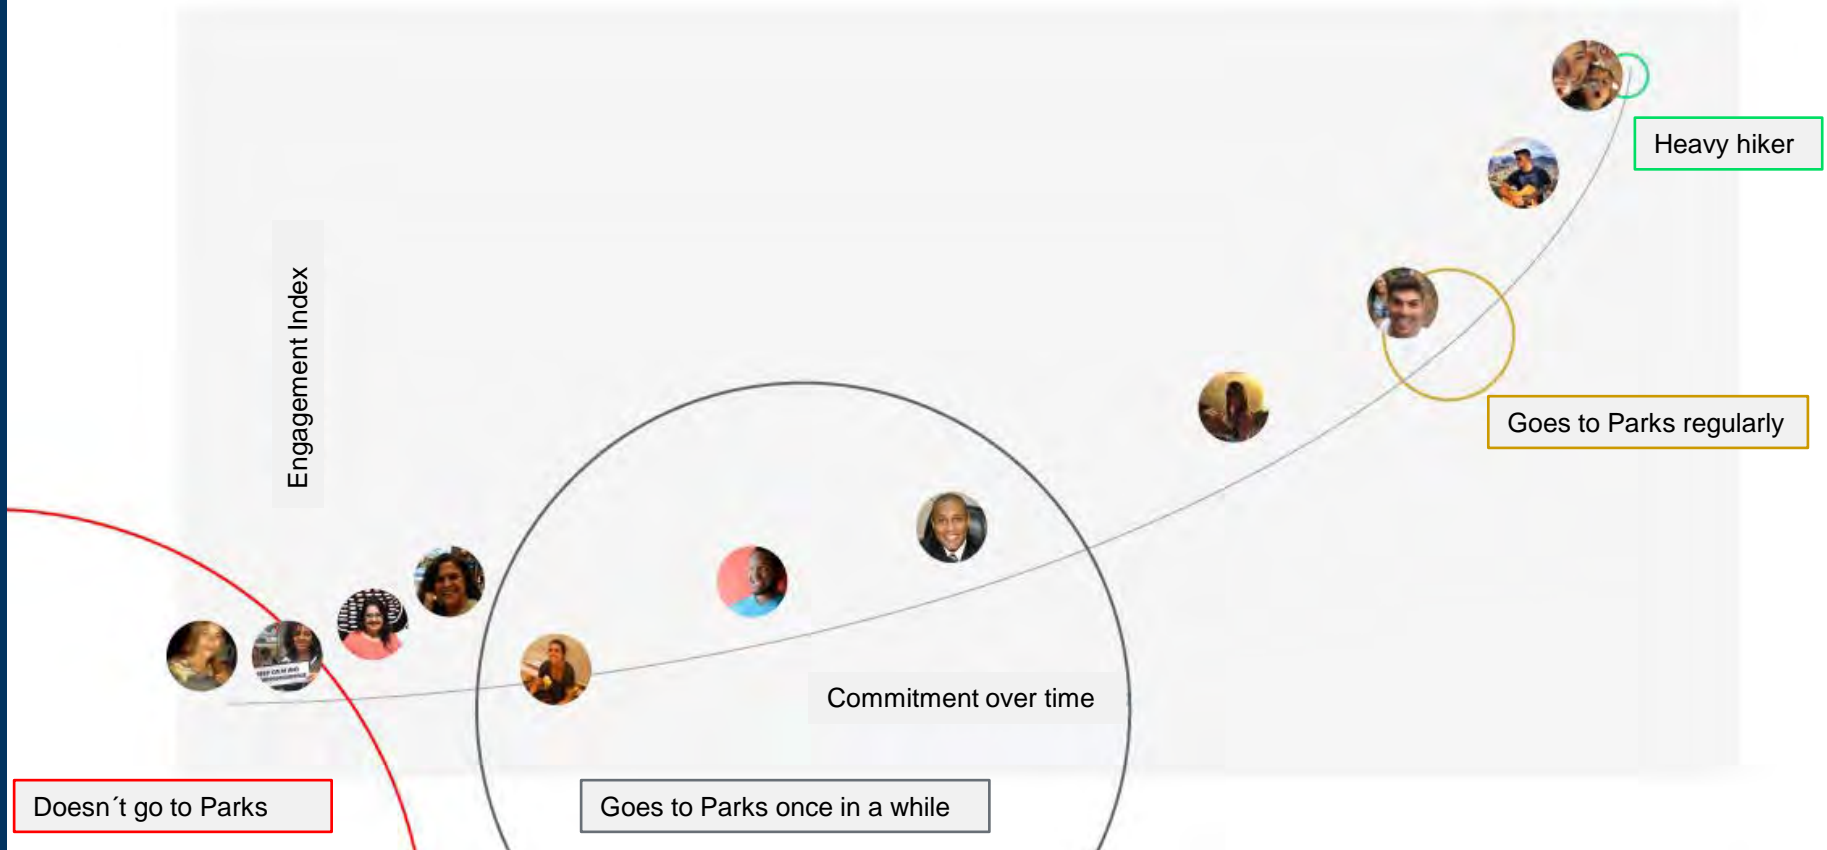 Heavy hiker
Engagement Index
Goes to Parks regularly
Commitment over time
Doesn´t go to Parks
Goes to Parks once in a while